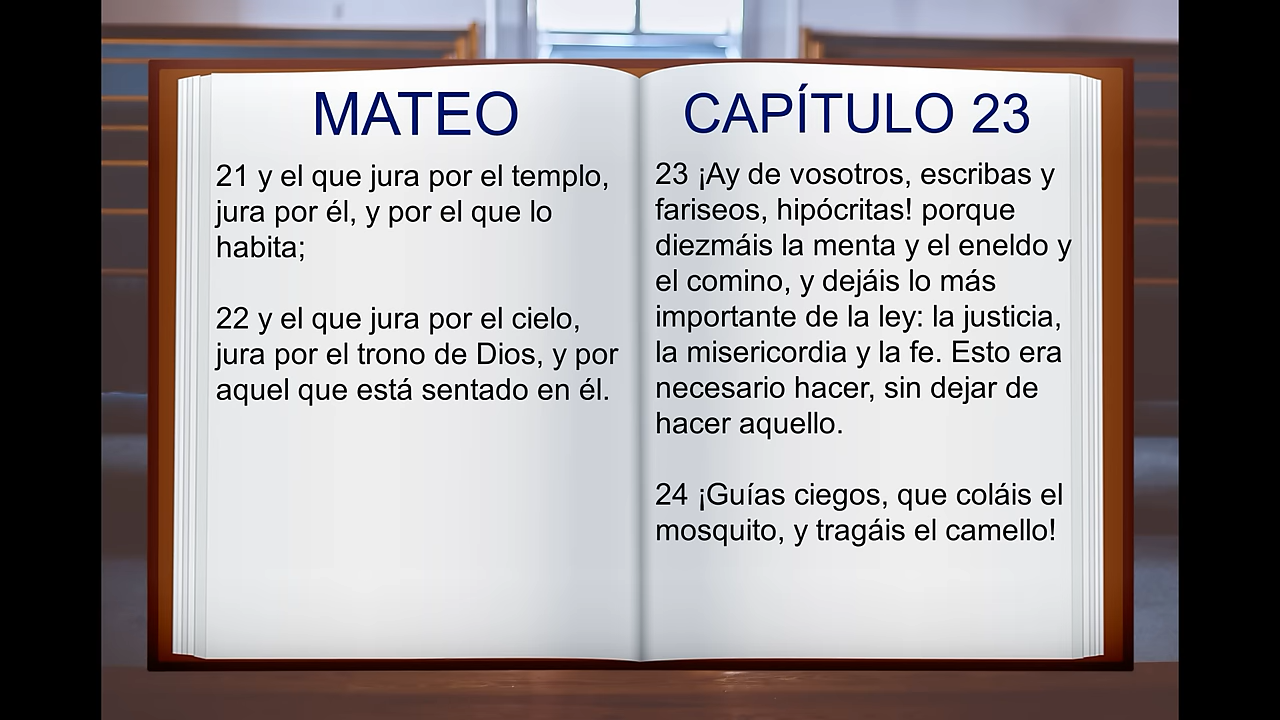 MATEO
21 y el que jura por el templo,
jura por él, y por el que lo
habita;
22 y el que jura por el cielo,
jura por el trono de Dios, y por
aquel que está sentado en él.
CAPÍTULO 23
23 ¡Ay de vosotros, escribas y
fariseos, hipócritas! porque
diezmáis la menta y el eneldo y
el comino, y dejáis lo más
importante de la ley: la justicia,
la misericordia y la fe. Esto era
necesario hacer, sin dejar de
hacer aquello.
24 ¡Guías ciegos, que coláis el
mosquito, y tragáis el camello!